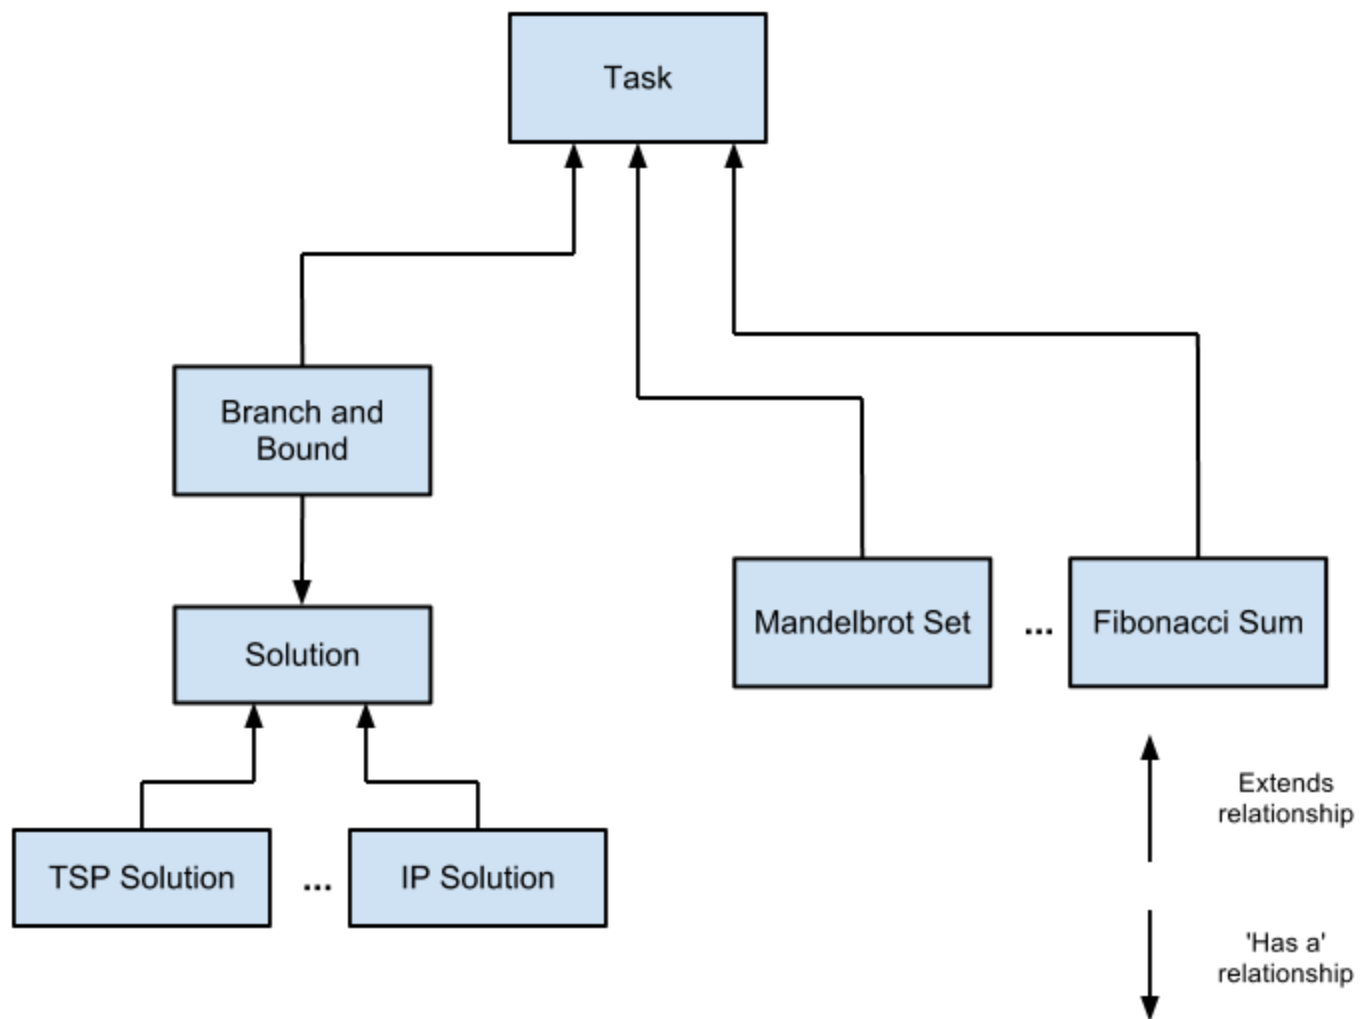 Task
Branch and
Bound
Solution
Mandelbrot Set
...
Fibonacci Sum
TSP Solution
...
IP Solution
Extends
relationship
'Has a'
relationship